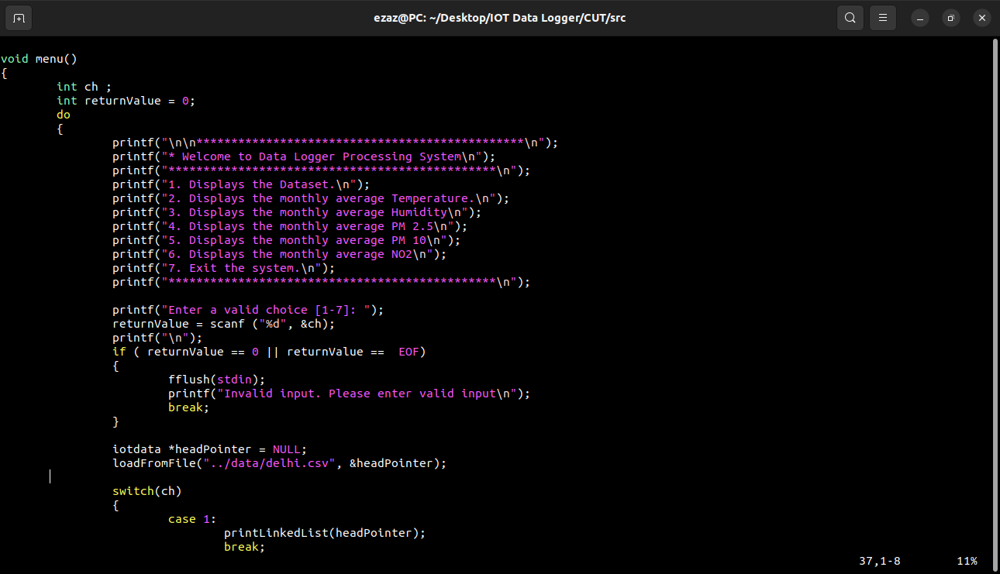 ezaz@PC: ~/Desktop/IOT Data Logger/CUT/src
void menu()
{
        int ch ;
        int returnValue = 0;
        do
        {
                printf("\n\n***********************************************\n");
                printf("* Welcome to Data Logger Processing System\n");
                printf("***********************************************\n");
                printf("1. Displays the Dataset.\n");
                printf("2. Displays the monthly average Temperature.\n");
                printf("3. Displays the monthly average Humidity\n");
                printf("4. Displays the monthly average PM 2.5\n");
                printf("5. Displays the monthly average PM 10\n");
                printf("6. Displays the monthly average NO2\n");
                printf("7. Exit the system.\n");
                printf("***********************************************\n");
                printf("Enter a valid choice [1-7]: ");
                returnValue = scanf ("%d", &ch);
                printf("\n");
                if ( returnValue == 0 || returnValue ==  EOF)
                {
                        fflush(stdin);
                        printf("Invalid input. Please enter valid input\n");
                        break;
                }
                iotdata *headPointer = NULL;
                loadFromFile("../data/delhi.csv", &headPointer);
                switch(ch)
                {
                        case 1:
                                printLinkedList(headPointer);
                                break;
37,1-8 11%